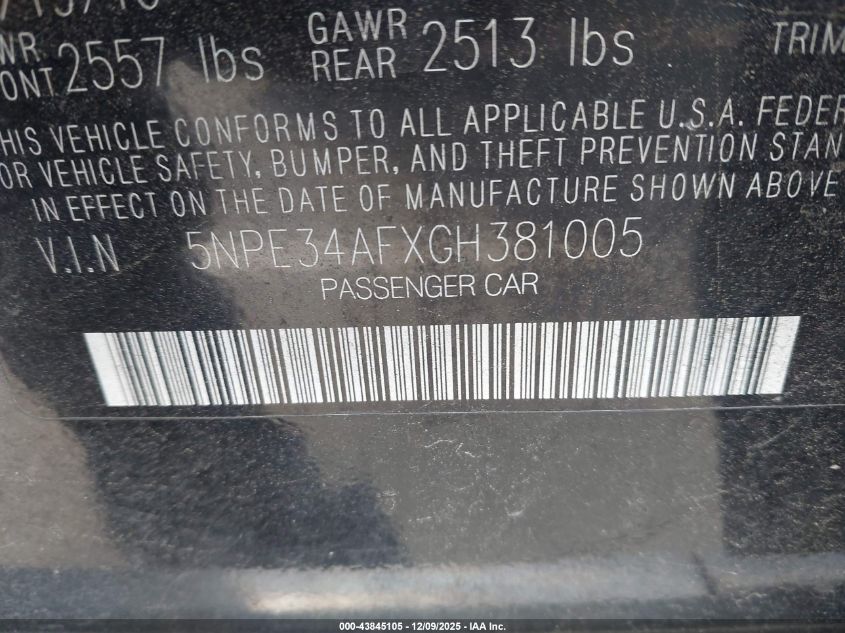 WR GAWR
ONT 2557 lbs REAR 2513 lbs TRIM
HIS VEHICLE CONFORMS TO ALL APPLICABLE U.S.A. FEDER
OR VEHICLE SAFETY, BUMPER, AND THEFT PREVENTION STAN
IN EFFECT ON THE DATE OF MANUFACTURE SHOWN ABOVE
V.I.N 5NPE34AFXGH381005
PASSENGER CAR
000-43845105 - 12/09/2025 - IAA Inc.